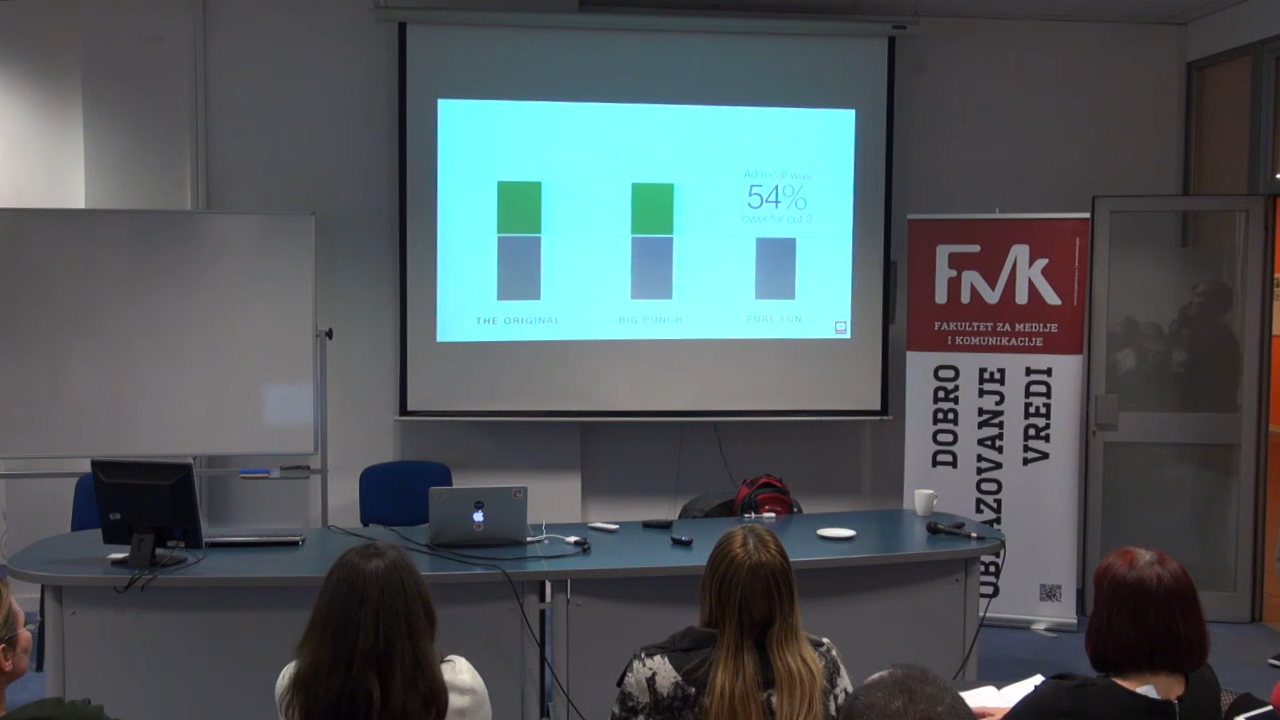 Ad recall was
54%
lower for cut 3
THE ORIGINAL
BIG PUNCH
PURE FUN
FMK
FAKULTET ZA MEDIJE
I KOMUNIKACIJE
DOBRO
OBRAZOVANJE
VREDI